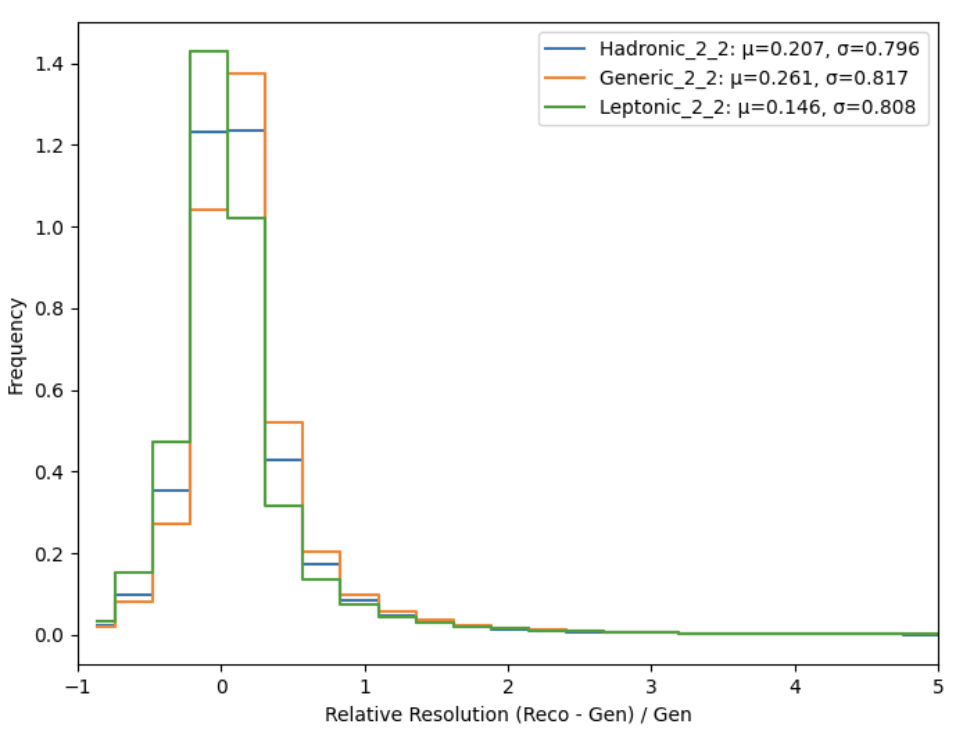 Hadronic_2_2: μ=0.207, σ=0.796
Generic_2_2: μ=0.261, σ=0.817
Leptonic_2_2: μ=0.146, σ=0.808
Frequency
1.4
1.2
1.0
0.8
0.6
0.4
0.2
0.0
−1 0 1 2 3 4 5
Relative Resolution (Reco - Gen) / Gen